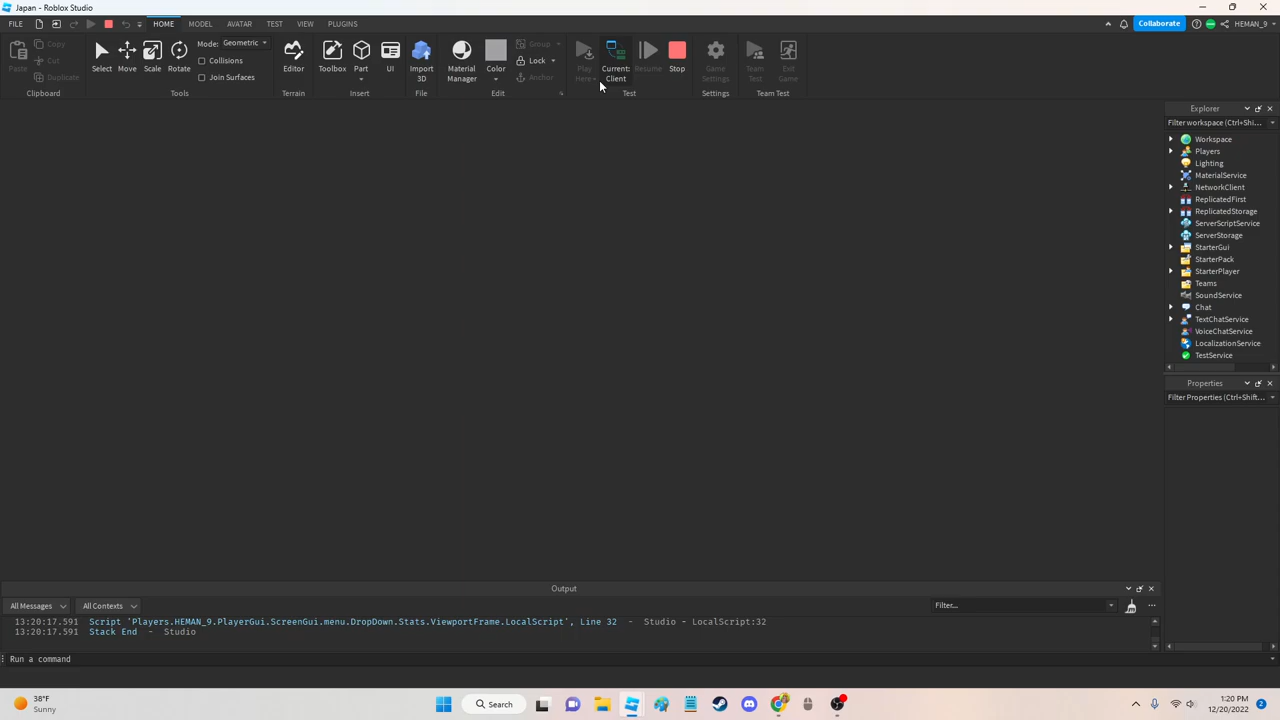 Japan - Roblox Studio
FILE HOME MODEL AVATAR TEST VIEW PLUGINS Collaborate HEMAN_9
Paste Copy Cut Duplicate Clipboard
Select Move Scale Rotate Mode: Geometric Collisions Join Surfaces Tools
Editor Terrain
Toolbox Part UI Insert
Import 3D File
Material Manager Color Group Lock Anchor Edit
Play Here Current: Client Resume Stop Test
Game Settings Settings
Team Test Exit Game Team Test
Explorer
Filter workspace (Ctrl+Shi...
Workspace
Players
Lighting
MaterialService
NetworkClient
ReplicatedFirst
ReplicatedStorage
ServerScriptService
ServerStorage
StarterGui
StarterPack
StarterPlayer
Teams
SoundService
Chat
TextChatService
VoiceChatService
LocalizationService
TestService
Properties
Filter Properties (Ctrl+Shift...
Output
All Messages All Contexts Filter...
13:20:17.591 Script 'Players.HEMAN_9.PlayerGui.ScreenGui.menu.DropDown.Stats.ViewportFrame.LocalScript', Line 32 - Studio - LocalScript:32
13:20:17.591 Stack End - Studio
Run a command
38°F
Sunny
Search
1:20 PM
12/20/2022
2